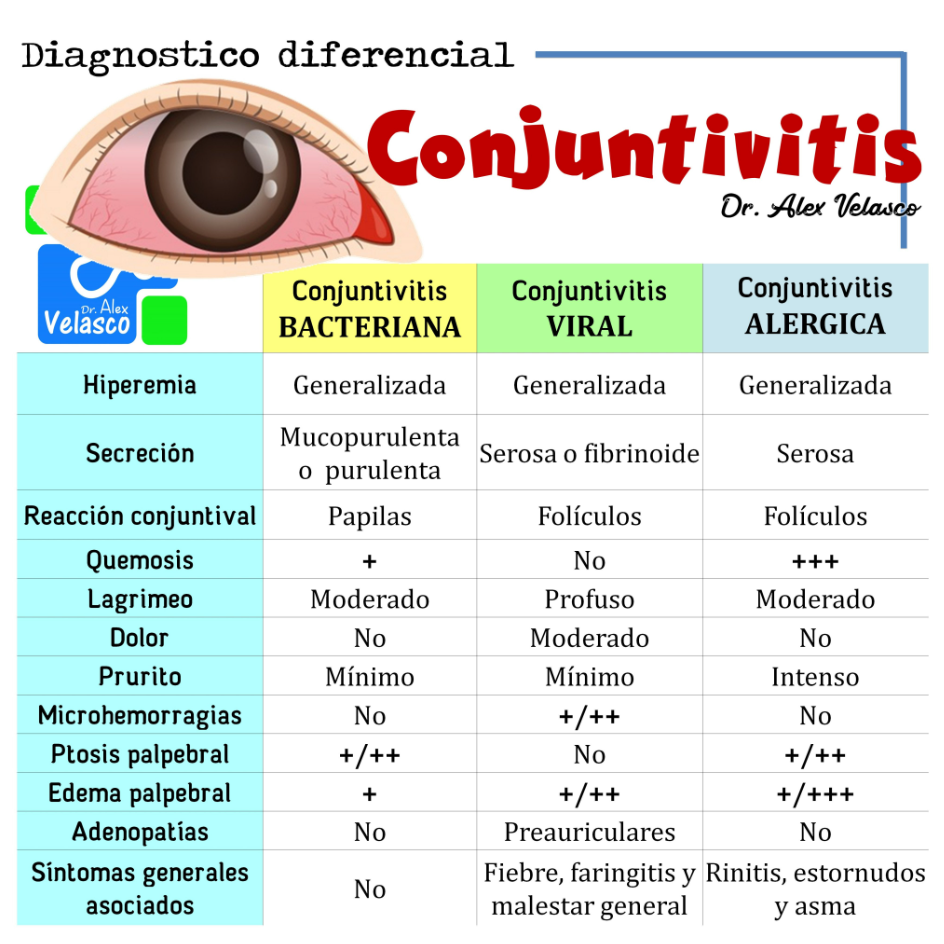 Diagnostico diferencial
Conjuntivitis
Dr. Alex Velasco
Dr. Alex
Velasco
Conjuntivitis BACTERIANA
Conjuntivitis VIRAL
Conjuntivitis ALERGICA
Hiperemia Generalizada Generalizada Generalizada
Secreción Mucopurulenta o purulenta Serosa o fibrinoide Serosa
Reacción conjuntival Papilas Folículos Folículos
Quemosis + No +++
Lagrimeo Moderado Profuso Moderado
Dolor No Moderado No
Prurito Mínimo Mínimo Intenso
Microhemorragias No +/++ No
Ptosis palpebral +/++ No +/++
Edema palpebral + +/++ +/+++
Adenopatías No Preauriculares No
Síntomas generales asociados No Fiebre, faringitis y malestar general Rinitis, estornudos y asma